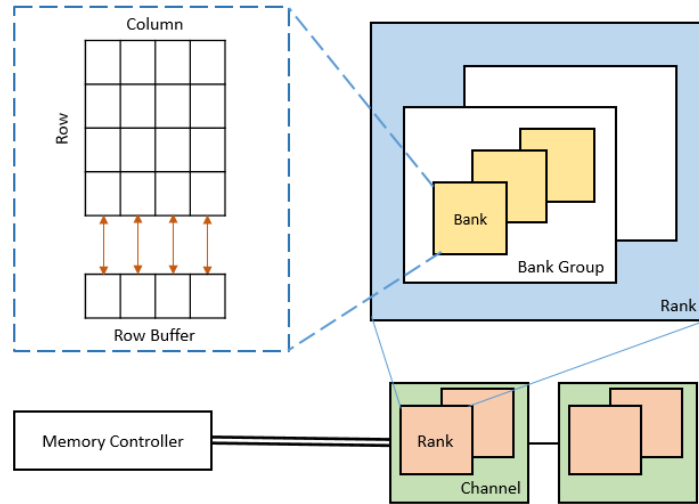 Column
Row
Row Buffer
Bank
Bank Group
Rank
Memory Controller
Rank
Channel